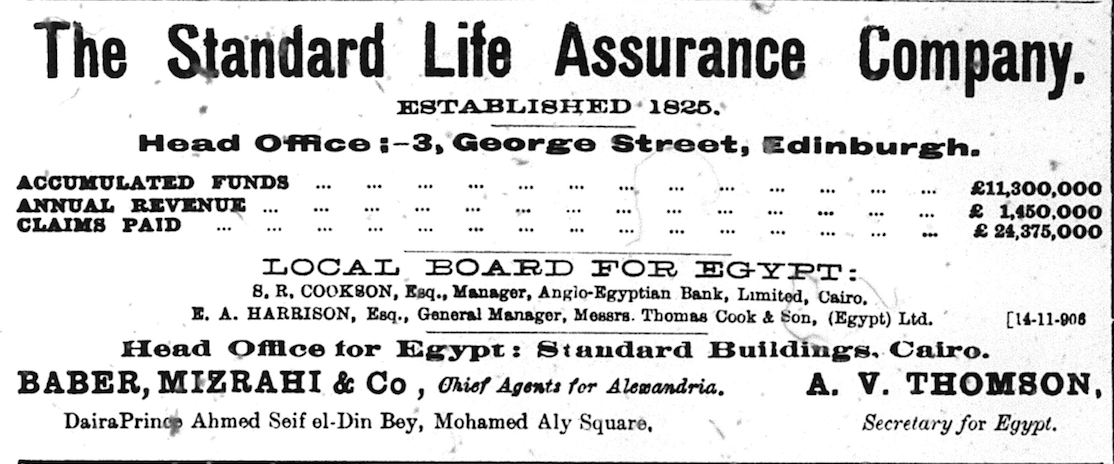 The Standard Life Assurance Company.
ESTABLISHED 1825.
Head Office :-3, George Street, Edinburgh.
ACCUMULATED FUNDS ... ... ... ... ... ... ... ... ... ... ... ... ... £11,300,000
ANNUAL REVENUE ... ... ... ... ... ... ... ... ... ... ... ... ... ... £ 1,450,000
CLAIMS PAID ... ... ... ... ... ... ... ... ... ... ... ... ... ... ... £ 24,375,000
LOCAL BOARD FOR EGYPT:
S. R. COOKSON, Esq., Manager, Anglo-Egyptian Bank, Limited, Cairo.
E. A. HARRISON, Esq., General Manager, Messrs. Thomas Cook & Son, (Egypt) Ltd. [14-11-906
Head Office for Egypt: Standard Buildings, Cairo.
BABER, MIZRAHI & Co , Chief Agents for Alexandria. A. V. THOMSON,
DairaPrince Ahmed Seif el-Din Bey, Mohamed Aly Square, Secretary for Egypt.